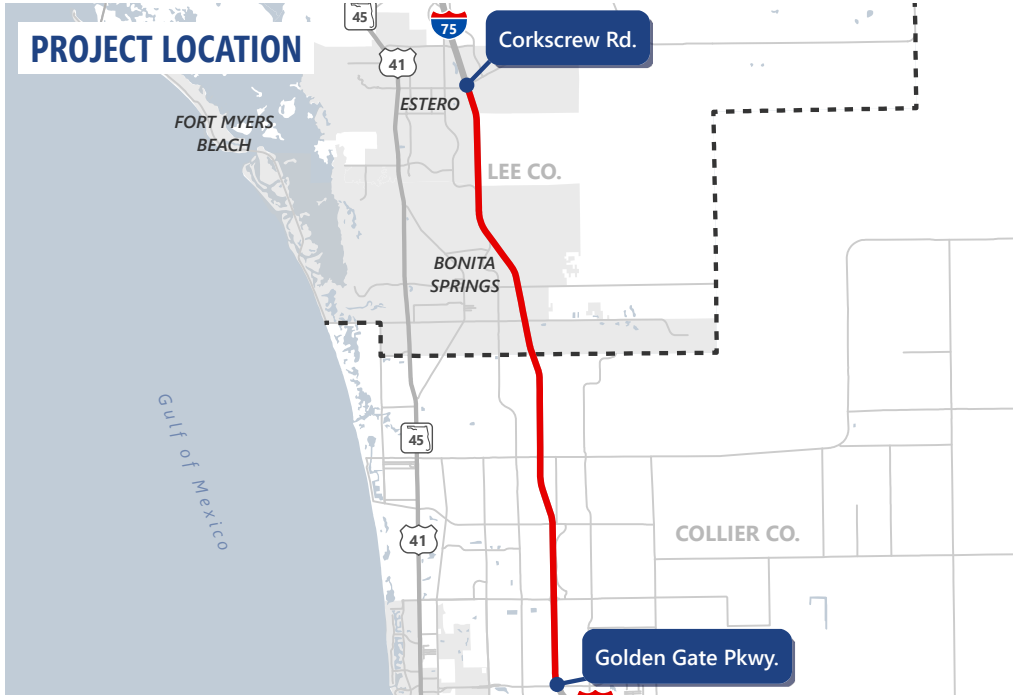 PROJECT LOCATION
45
75
Corkscrew Rd.
41
ESTERO
FORT MYERS
BEACH
LEE CO.
BONITA
SPRINGS
Gulf of Mexico
45
41
COLLIER CO.
Golden Gate Pkwy.